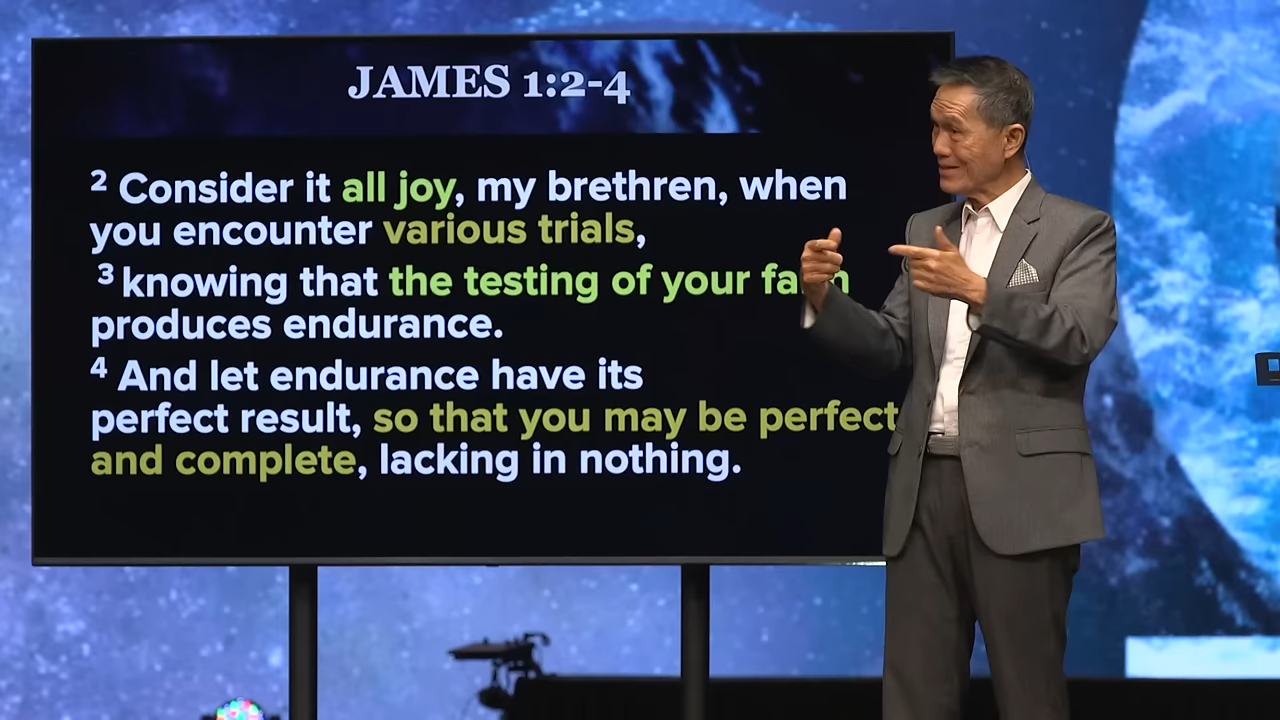 JAMES 1:2-4
2 Consider it all joy, my brethren, when
you encounter various trials,
3 knowing that the testing of your
produces endurance.
4 And let endurance have its
perfect result, so that you may be perfect
and complete, lacking in nothing.